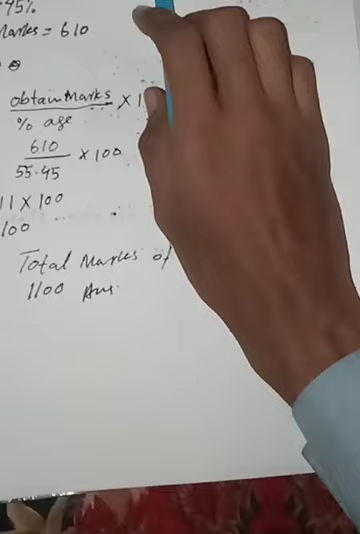 45%
Marks = 610
obtain Marks × 1
% age
610 × 100
55.45
11 × 100
100
Total Marks of
1100 Ans